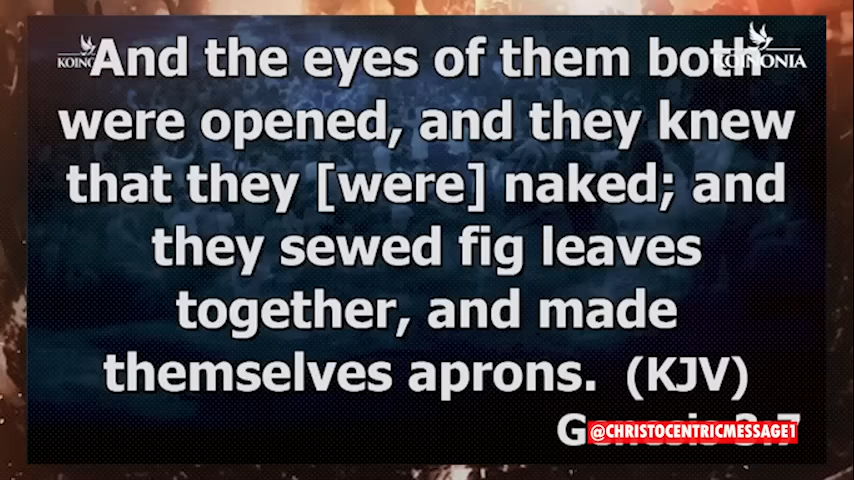 And the eyes of them both
KOINONIA
were opened, and they knew
that they [were] naked; and
they sewed fig leaves
together, and made
themselves aprons. (KJV)
@CHRISTOCENTRICMESSAGE1